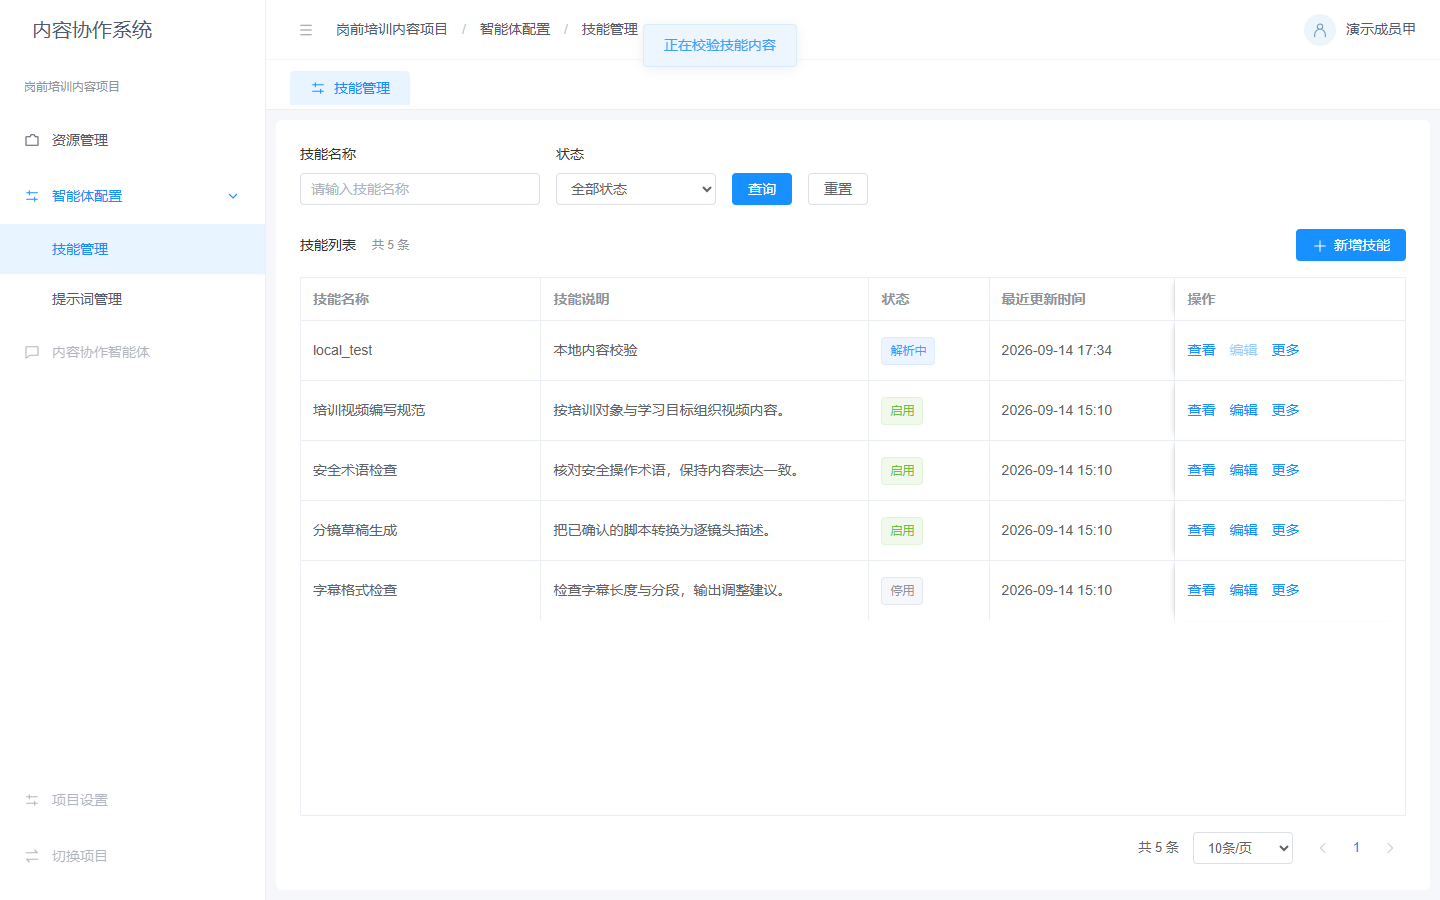 内容协作系统
岗前培训内容项目 / 智能体配置 / 技能管理
正在校验技能内容
演示成员甲
岗前培训内容项目
资源管理
智能体配置
技能管理
提示词管理
内容协作智能体
项目设置
切换项目
技能管理
技能名称 状态
请输入技能名称 全部状态 查询 重置
技能列表 共 5 条 新增技能
技能名称 技能说明 状态 最近更新时间 操作
local_test 本地内容校验 解析中 2026-09-14 17:34 查看 编辑 更多
培训视频编写规范 按培训对象与学习目标组织视频内容。 启用 2026-09-14 15:10 查看 编辑 更多
安全术语检查 核对安全操作术语，保持内容表达一致。 启用 2026-09-14 15:10 查看 编辑 更多
分镜草稿生成 把已确认的脚本转换为逐镜头描述。 启用 2026-09-14 15:10 查看 编辑 更多
字幕格式检查 检查字幕长度与分段，输出调整建议。 停用 2026-09-14 15:10 查看 编辑 更多
共 5 条 10条/页 1